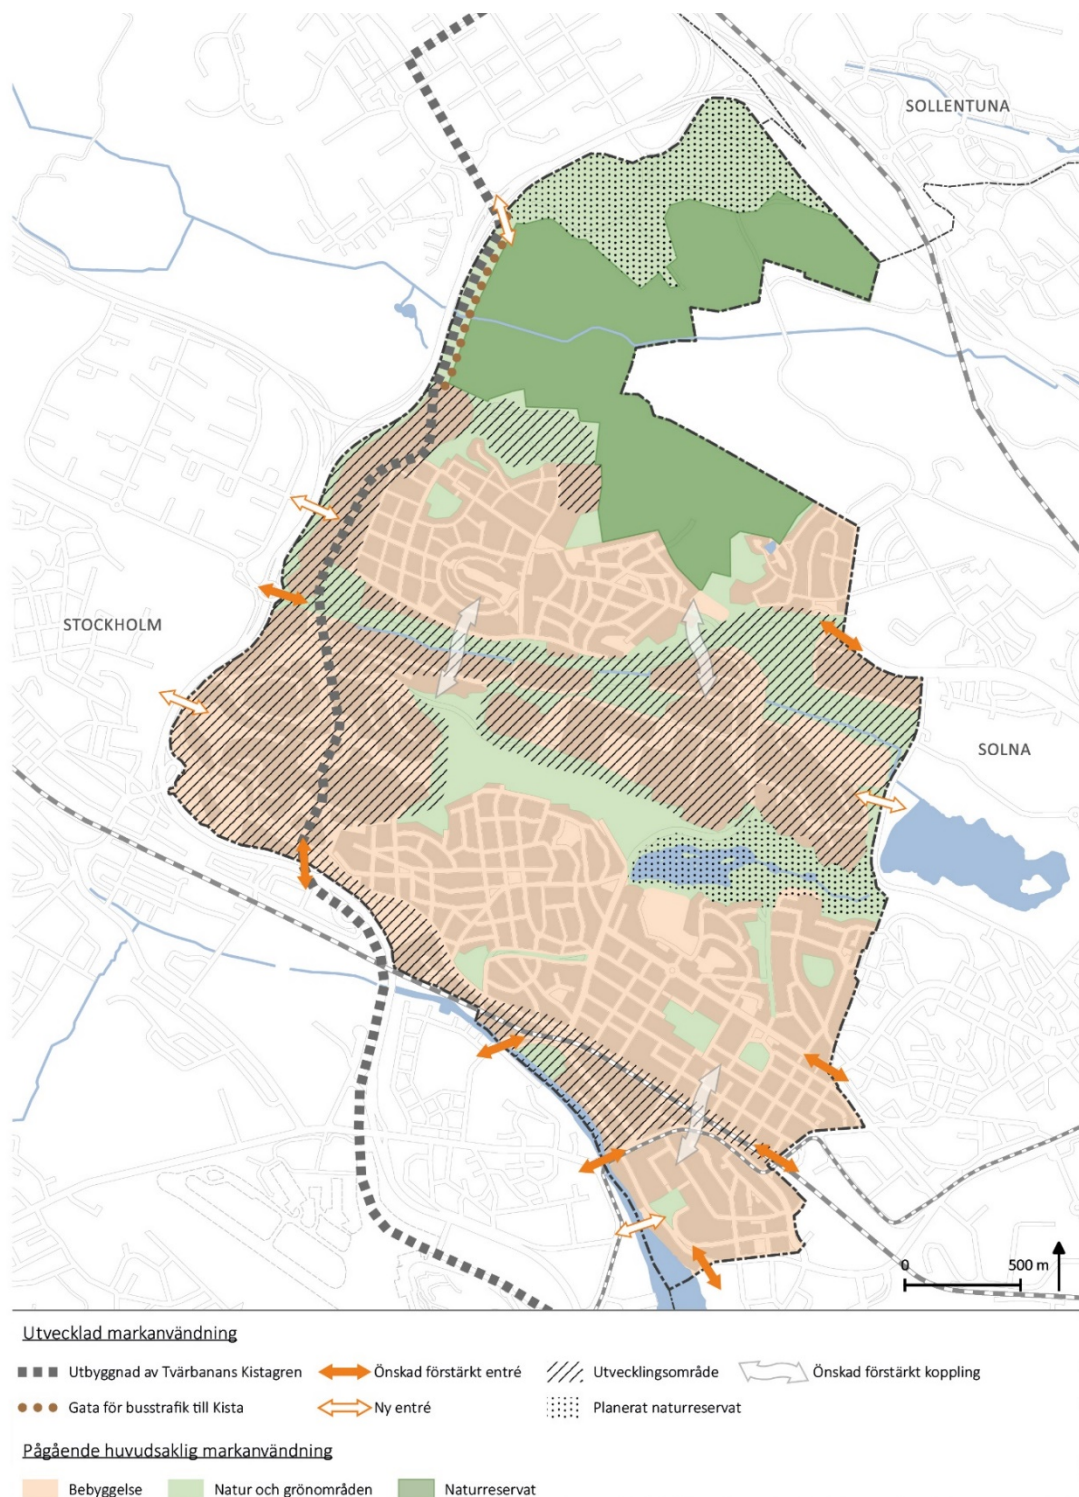 SOLLENTUNA
STOCKHOLM
SOLNA
0 500 m
Utvecklad markanvändning
Utbyggnad av Tvärbanans Kistagren Önskad förstärkt entré Utvecklingsområde Önskad förstärkt koppling
Gata för busstrafik till Kista Ny entré Planerat naturreservat
Pågående huvudsaklig markanvändning
Bebyggelse Natur och grönområden Naturreservat